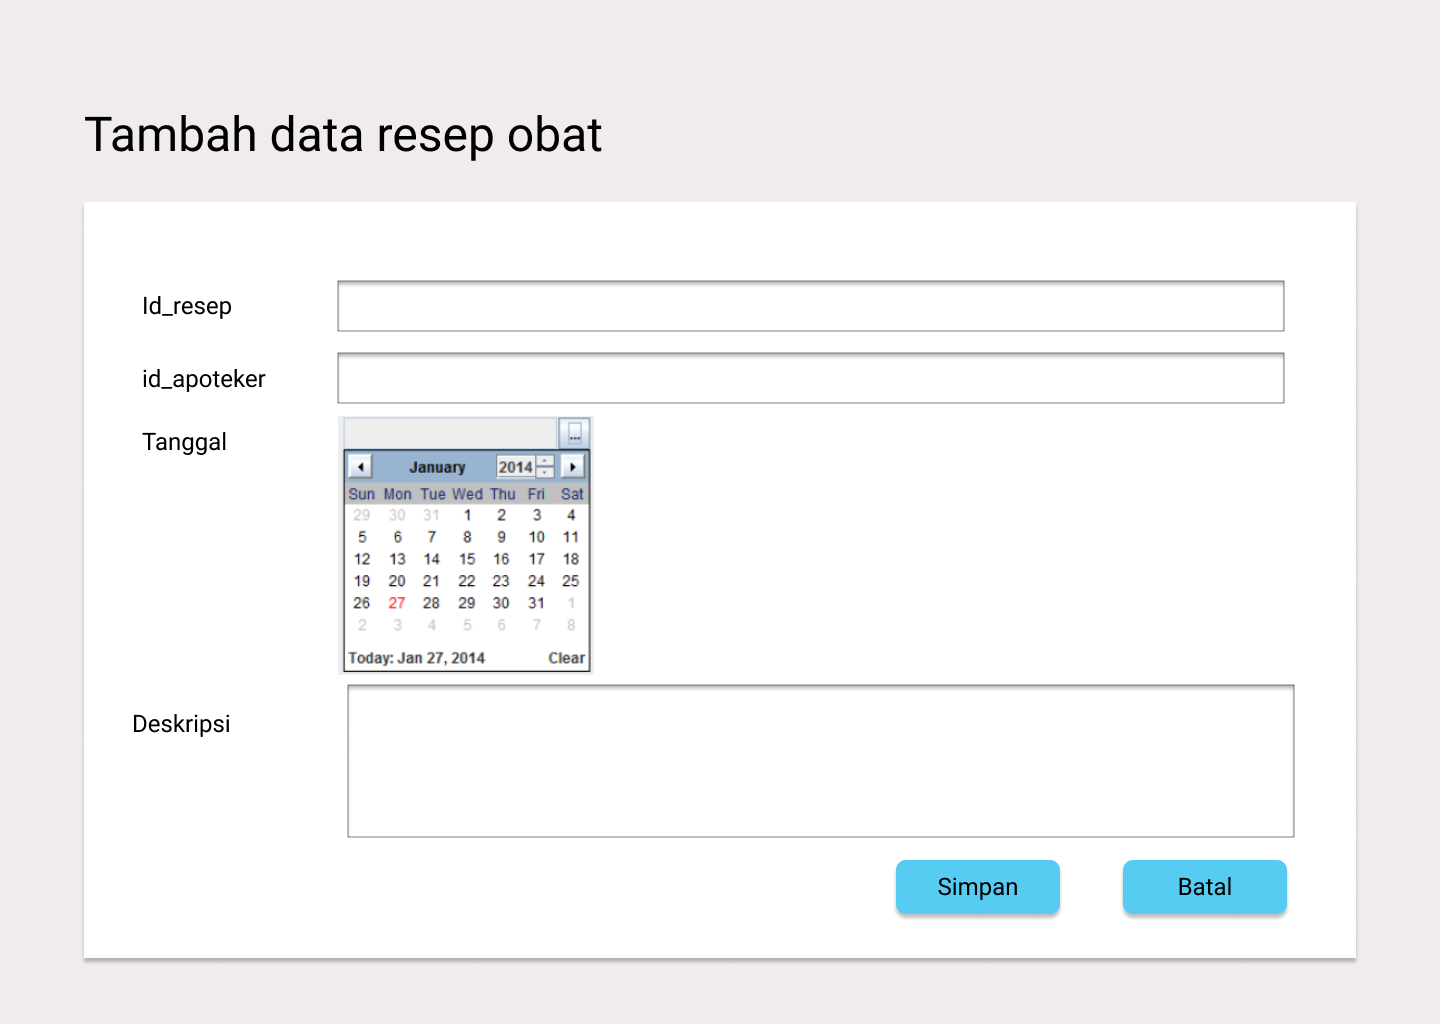 Tambah data resep obat
Id_resep
id_apoteker
Tanggal
...
January 2014
Sun Mon Tue Wed Thu Fri Sat
29 30 31 1 2 3 4
5 6 7 8 9 10 11
12 13 14 15 16 17 18
19 20 21 22 23 24 25
26 27 28 29 30 31 1
2 3 4 5 6 7 8
Today: Jan 27, 2014 Clear
Deskripsi
Simpan Batal